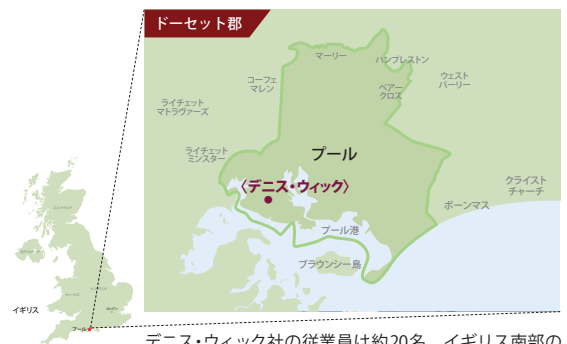 ドーセット郡
マーリー
ハンプレストン
コーフェ
マレン
ベアー
クロス
ウェスト
パーリー
ライチェット
マトラヴァーズ
ライチェット
ミンスター
プール
〈デニス・ウィック〉
クライスト
チャーチ
ボーンマス
プール港
ブラウンシー島
イギリス
プール
デニス・ウィック社の従業員は約20名。イギリス南部の